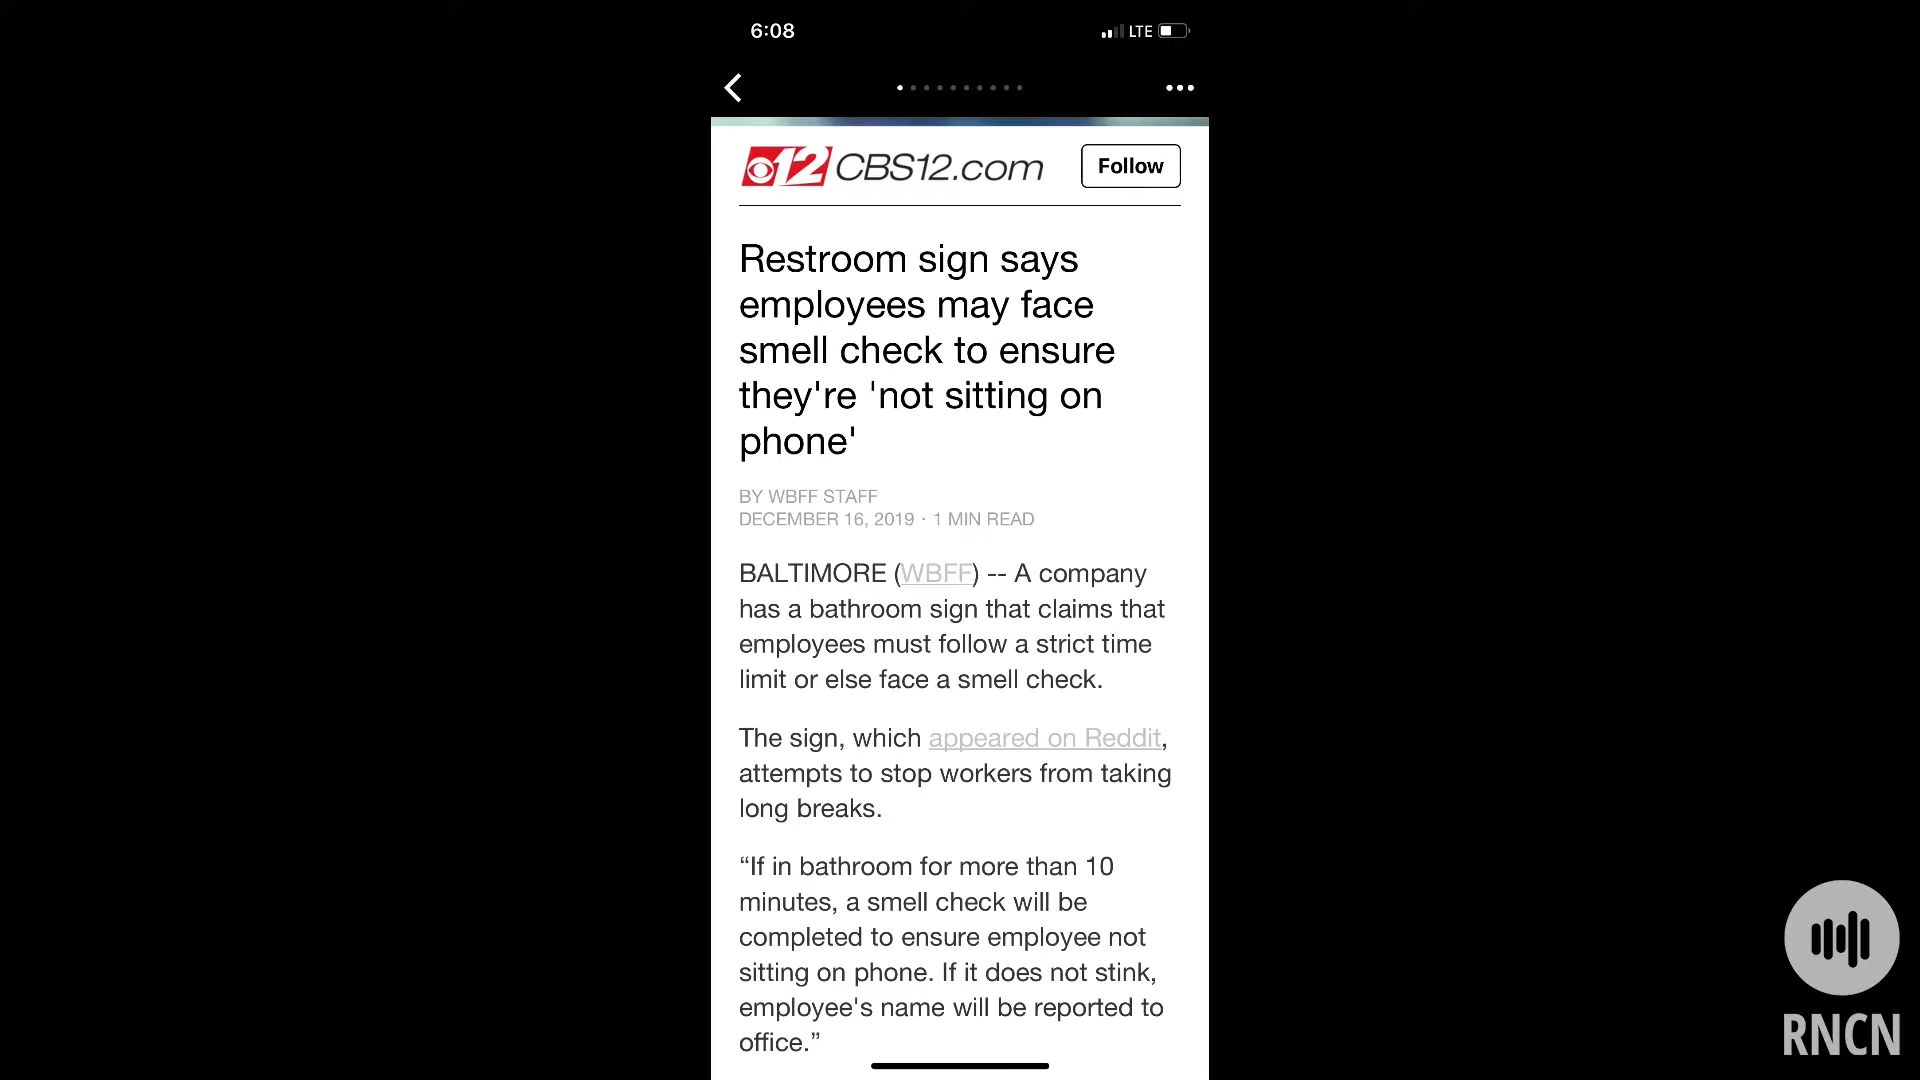 6:08
LTE
12 CBS12.com
Follow
Restroom sign says
employees may face
smell check to ensure
they're 'not sitting on
phone'
BY WBFF STAFF
DECEMBER 16, 2019 · 1 MIN READ
BALTIMORE (WBFF) -- A company
has a bathroom sign that claims that
employees must follow a strict time
limit or else face a smell check.
The sign, which appeared on Reddit,
attempts to stop workers from taking
long breaks.
“If in bathroom for more than 10
minutes, a smell check will be
completed to ensure employee not
sitting on phone. If it does not stink,
employee's name will be reported to
office.”
RNCN